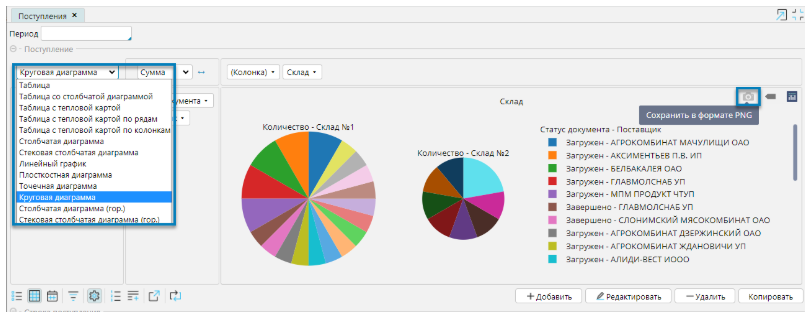 Поступления ×
Период
Поступление
Круговая диаграмма
Сумма
(Колонка)
Склад
Таблица
Таблица со столбчатой диаграммой
Таблица с тепловой картой
Таблица с тепловой картой по рядам
Таблица с тепловой картой по колонкам
Столбчатая диаграмма
Стековая столбчатая диаграмма
Линейный график
Плосткостная диаграмма
Точечная диаграмма
Круговая диаграмма
Столбчатая диаграмма (гор.)
Стековая столбчатая диаграмма (гор.)
Склад
Сохранить в формате PNG
Количество - Склад №1
Количество - Склад №2
Статус документа - Поставщик
Загружен - АГРОКОМБИНАТ МАЧУЛИЩИ ОАО
Загружен - АКСИМЕНТЬЕВ П.В. ИП
Загружен - БЕЛБАКАЛЕЯ ОАО
Загружен - ГЛАВМОЛСНАБ УП
Загружен - МПМ ПРОДУКТ ЧТУП
Завершено - ГЛАВМОЛСНАБ УП
Завершено - СЛОНИМСКИЙ МЯСОКОМБИНАТ ОАО
Загружен - АГРОКОМБИНАТ ДЗЕРЖИНСКИЙ ОАО
Загружен - АГРОКОМБИНАТ ЖДАНОВИЧИ УП
Загружен - АЛИДИ-ВЕСТ ИООО
Добавить
Редактировать
Удалить
Копировать